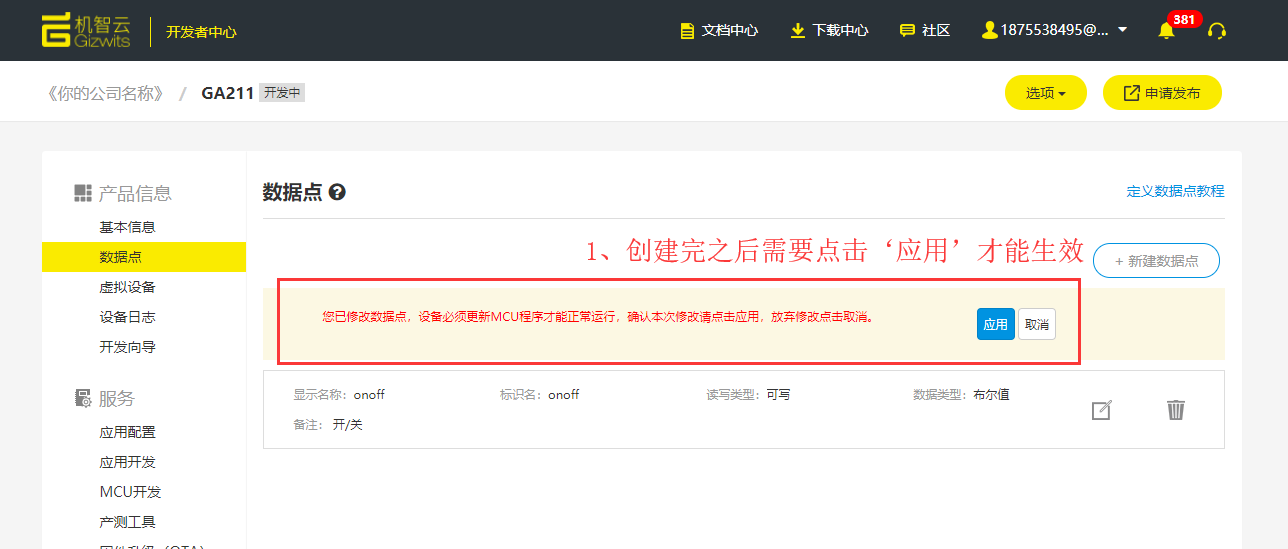 机智云
Gizwits
开发者中心
文档中心
下载中心
社区
1875538495@...
381
《你的公司名称》 / GA211 开发中
选项
申请发布
产品信息
基本信息
数据点
虚拟设备
设备日志
开发向导
服务
应用配置
应用开发
MCU开发
产测工具
数据点
定义数据点教程
1、创建完之后需要点击‘应用’才能生效
+ 新建数据点
您已修改数据点，设备必须更新MCU程序才能正常运行，确认本次修改请点击应用，放弃修改点击取消。
应用
取消
显示名称：onoff
标识名：onoff
读写类型：可写
数据类型：布尔值
备注：开/关